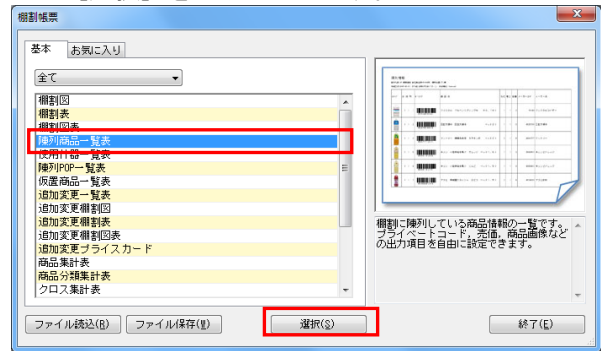 棚割帳票
基本 お気に入り
全て
棚割図
棚割表
棚割図表
陳列商品一覧表
使用什器一覧表
陳列POP一覧表
仮置商品一覧表
追加変更一覧表
追加変更棚割図
追加変更棚割表
追加変更棚割図表
追加変更プライスカード
商品集計表
商品分類集計表
クロス集計表
棚割に陳列している商品情報の一覧です。
プライベートコード，売価，商品画像など
の出力項目を自由に設定できます。
ファイル読込(R) ファイル保存(W) 選択(S) 終了(E)